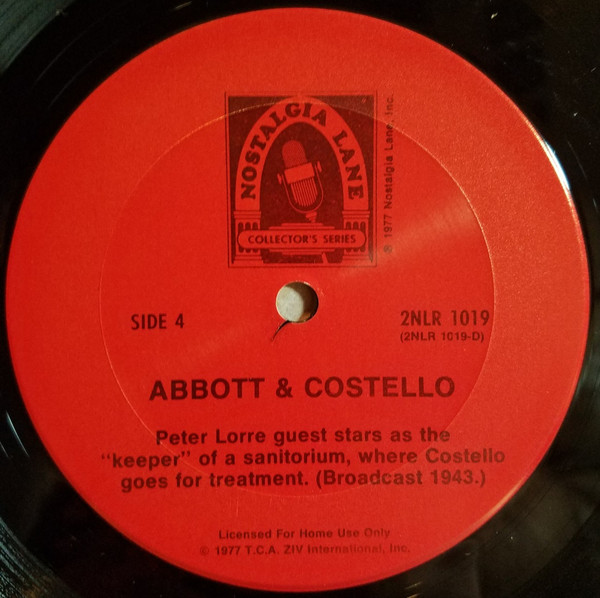 NOSTALGIA LANE
COLLECTOR'S SERIES
℗ 1977 Nostalgia Lane, Inc.
SIDE 4
2NLR 1019
(2NLR 1019-D)
ABBOTT & COSTELLO
Peter Lorre guest stars as the
"keeper" of a sanitorium, where Costello
goes for treatment. (Broadcast 1943.)
Licensed For Home Use Only
© 1977 T.C.A. ZIV International, Inc.